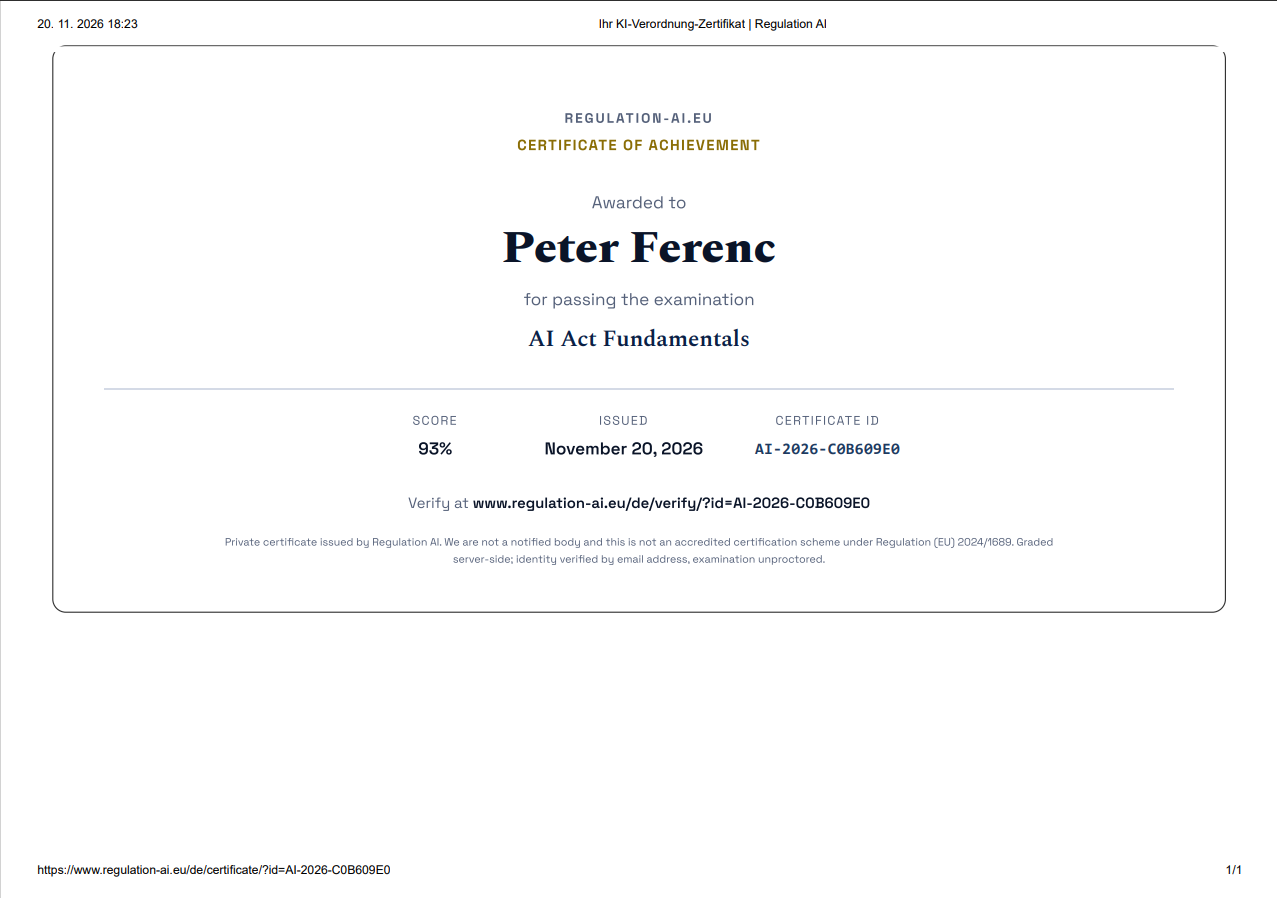 20. 11. 2026 18:23
Ihr KI-Verordnung-Zertifikat | Regulation AI
REGULATION-AI.EU
CERTIFICATE OF ACHIEVEMENT
Awarded to
Peter Ferenc
for passing the examination
AI Act Fundamentals
SCORE ISSUED CERTIFICATE ID
93% November 20, 2026 AI-2026-C0B609E0
Verify at www.regulation-ai.eu/de/verify/?id=AI-2026-C0B609E0
Private certificate issued by Regulation AI. We are not a notified body and this is not an accredited certification scheme under Regulation (EU) 2024/1689. Graded
server-side; identity verified by email address, examination unproctored.
https://www.regulation-ai.eu/de/certificate/?id=AI-2026-C0B609E0
1/1